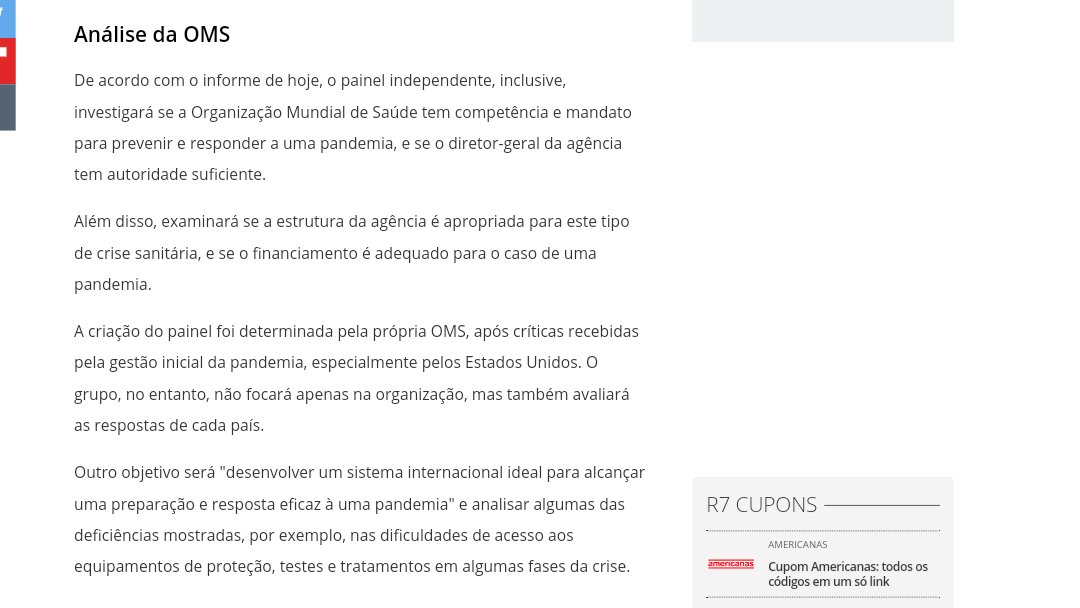 Análise da OMS
De acordo com o informe de hoje, o painel independente, inclusive,
investigará se a Organização Mundial de Saúde tem competência e mandato
para prevenir e responder a uma pandemia, e se o diretor-geral da agência
tem autoridade suficiente.
Além disso, examinará se a estrutura da agência é apropriada para este tipo
de crise sanitária, e se o financiamento é adequado para o caso de uma
pandemia.
A criação do painel foi determinada pela própria OMS, após críticas recebidas
pela gestão inicial da pandemia, especialmente pelos Estados Unidos. O
grupo, no entanto, não focará apenas na organização, mas também avaliará
as respostas de cada país.
Outro objetivo será "desenvolver um sistema internacional ideal para alcançar
uma preparação e resposta eficaz à uma pandemia" e analisar algumas das
deficiências mostradas, por exemplo, nas dificuldades de acesso aos
equipamentos de proteção, testes e tratamentos em algumas fases da crise.
R7 CUPONS
AMERICANAS
americanas
Cupom Americanas: todos os
códigos em um só link